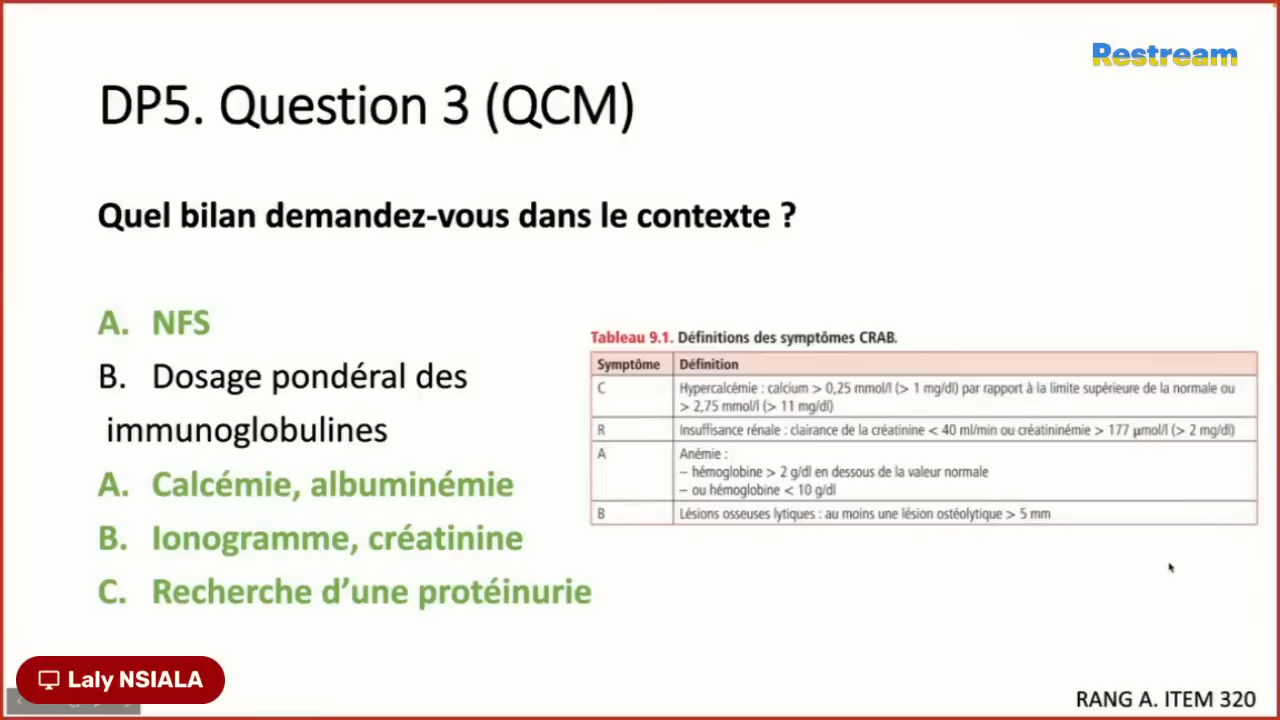 Restream
DP5. Question 3 (QCM)
Quel bilan demandez-vous dans le contexte ?
A. NFS
B. Dosage pondéral des
immunoglobulines
A. Calcémie, albuminémie
B. Ionogramme, créatinine
C. Recherche d’une protéinurie
Tableau 9.1. Définitions des symptômes CRAB.
Symptôme Définition
C Hypercalcémie : calcium > 0,25 mmol/l (> 1 mg/dl) par rapport à la limite supérieure de la normale ou
> 2,75 mmol/l (> 11 mg/dl)
R Insuffisance rénale : clairance de la créatinine < 40 ml/min ou créatininémie > 177 µmol/l (> 2 mg/dl)
A Anémie :
– hémoglobine > 2 g/dl en dessous de la valeur normale
– ou hémoglobine < 10 g/dl
B Lésions osseuses lytiques : au moins une lésion ostéolytique > 5 mm
Laly NSIALA
RANG A. ITEM 320